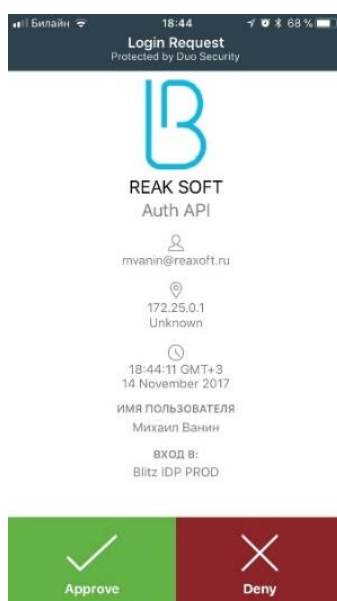 Билайн 18:44 68 %
Login Request
Protected by Duo Security
REAK SOFT
Auth API
mvanin@reaxoft.ru
172.25.0.1
Unknown
18:44:11 GMT+3
14 November 2017
ИМЯ ПОЛЬЗОВАТЕЛЯ
Михаил Ванин
ВХОД В:
Blitz IDP PROD
Approve Deny